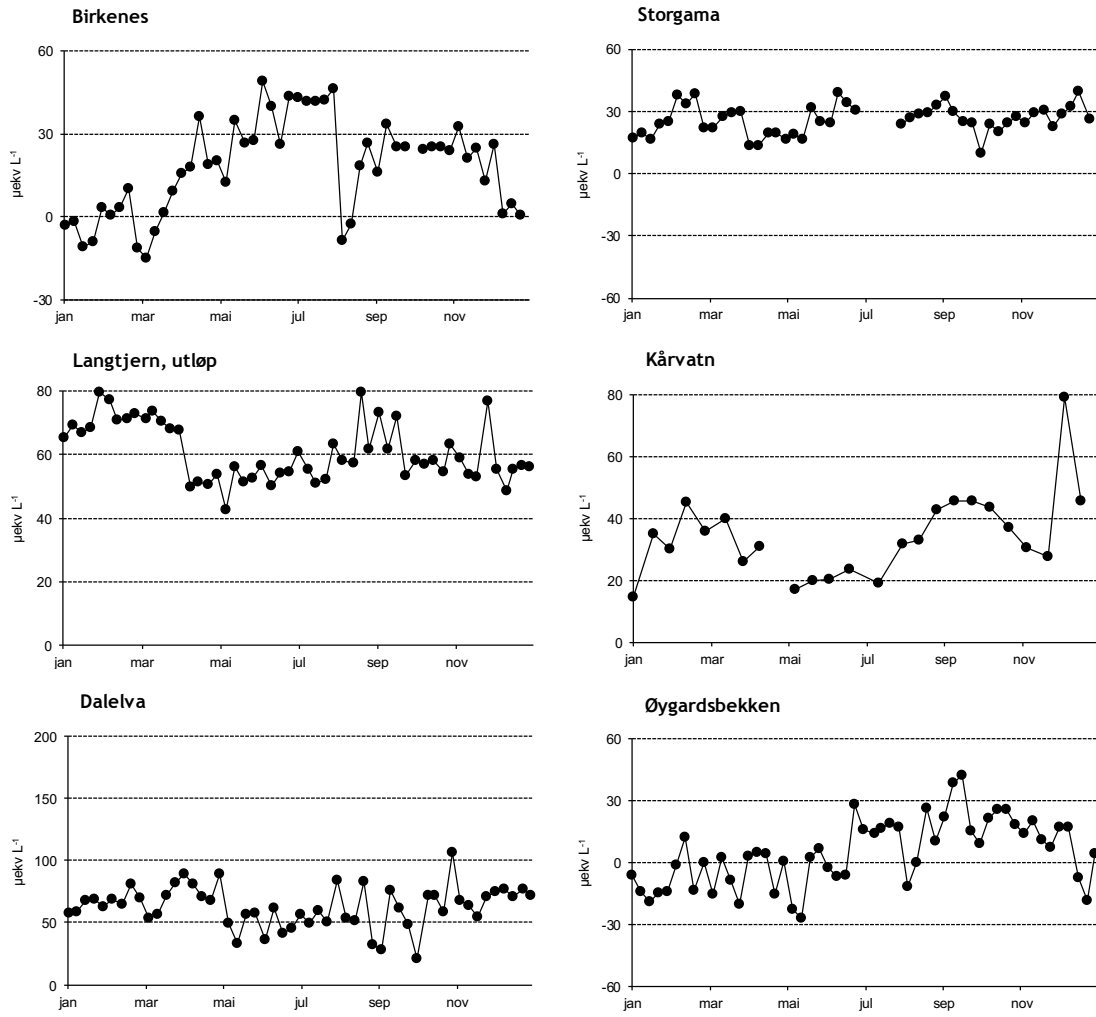 Birkenes
60
30
0
-30
µekv L-1
jan mar mai jul sep nov
Storgama
60
30
0
-30
-60
µekv L-1
jan mar mai jul sep nov
Langtjern, utløp
80
60
40
20
0
µekv L-1
jan mar mai jul sep nov
Kårvatn
80
60
40
20
0
µekv L-1
jan mar mai jul sep nov
Dalelva
200
150
100
50
0
µekv L-1
jan mar mai jul sep nov
Øygardsbekken
60
30
0
-30
-60
µekv L-1
jan mar mai jul sep nov